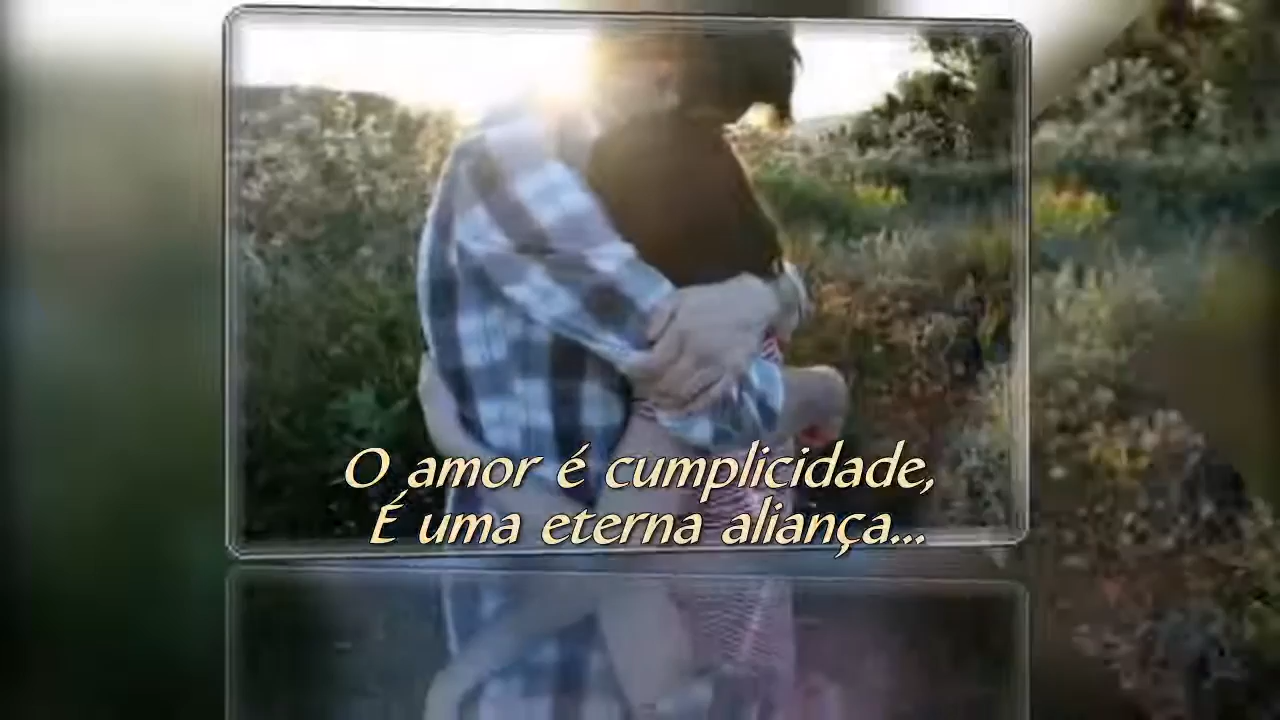 O amor é cumplicidade,
É uma eterna aliança...